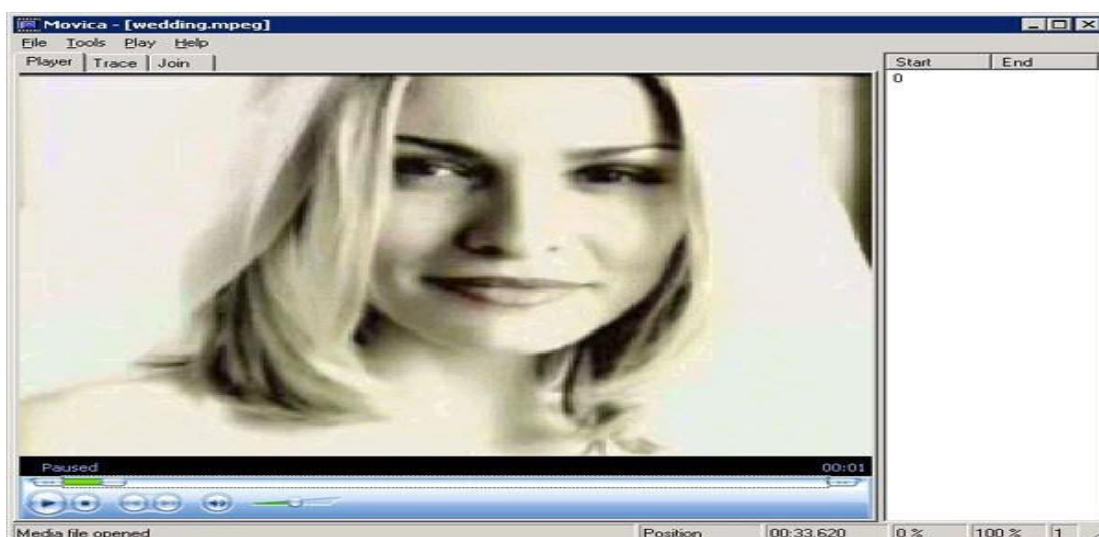 Movica - [wedding.mpeg]
File Tools Play Help
Player Trace Join
Start End
0
Paused 00:01
Media file opened Position 00:33.620 0 % 100 % 1